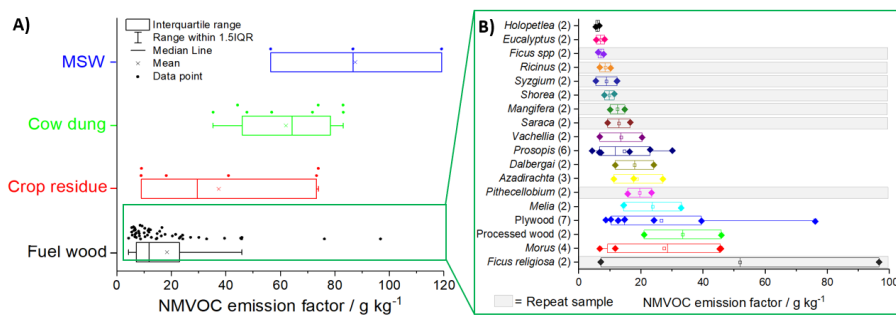 A)
Interquartile range
Range within 1.5IQR
Median Line
Mean
Data point
MSW
Cow dung
Crop residue
Fuel wood
0 20 40 60 80 100 120
NMVOC emission factor / g kg⁻¹
B)
Holopetlea (2)
Eucalyptus (2)
Ficus spp (2)
Ricinus (2)
Syzgium (2)
Shorea (2)
Mangifera (2)
Saraca (2)
Vachellia (2)
Prosopis (6)
Dalbergai (2)
Azadirachta (3)
Pithecellobium (2)
Melia (2)
Plywood (7)
Processed wood (2)
Morus (4)
Ficus religiosa (2)
0 20 40 60 80 100
= Repeat sample
NMVOC emission factor / g kg⁻¹